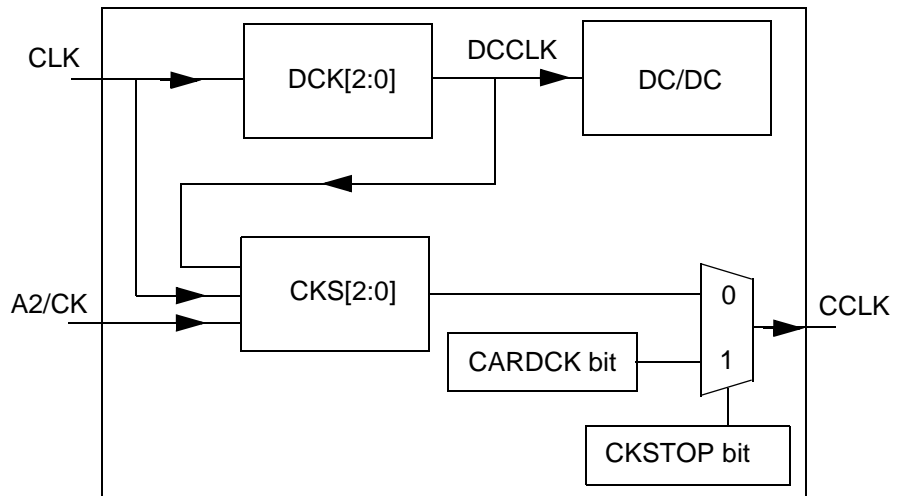 CLK
DCK[2:0]
DCCLK
DC/DC
A2/CK
CKS[2:0]
0
CCLK
CARDCK bit
1
CKSTOP bit